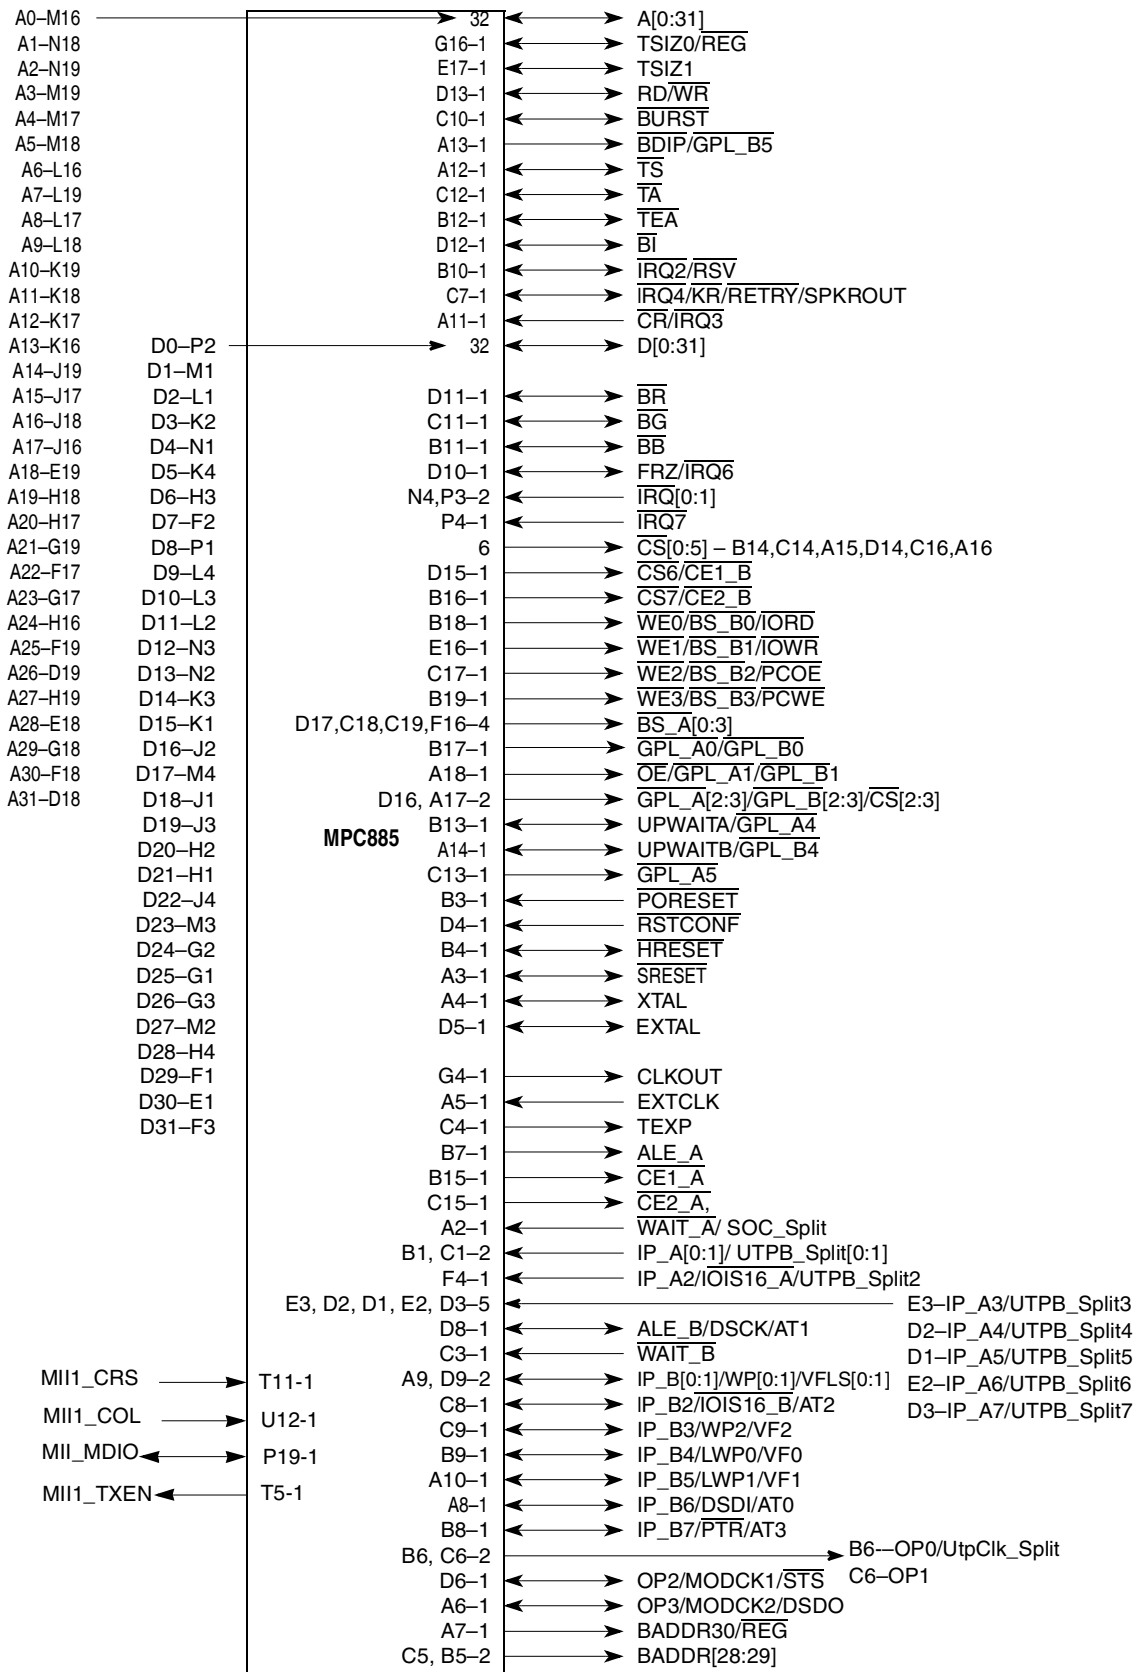 A0–M16 32 A[0:31]
A1–N18 G16–1 TSIZ0/REG
A2–N19 E17–1 TSIZ1
A3–M19 D13–1 RD/WR
A4–M17 C10–1 BURST
A5–M18 A13–1 BDIP/GPL_B5
A6–L16 A12–1 TS
A7–L19 C12–1 TA
A8–L17 B12–1 TEA
A9–L18 D12–1 BI
A10–K19 B10–1 IRQ2/RSV
A11–K18 C7–1 IRQ4/KR/RETRY/SPKROUT
A12–K17 A11–1 CR/IRQ3
A13–K16 D0–P2 32 D[0:31]
A14–J19 D1–M1
A15–J17 D2–L1 D11–1 BR
A16–J18 D3–K2 C11–1 BG
A17–J16 D4–N1 B11–1 BB
A18–E19 D5–K4 D10–1 FRZ/IRQ6
A19–H18 D6–H3 N4,P3–2 IRQ[0:1]
A20–H17 D7–F2 P4–1 IRQ7
A21–G19 D8–P1 6 CS[0:5] – B14,C14,A15,D14,C16,A16
A22–F17 D9–L4 D15–1 CS6/CE1_B
A23–G17 D10–L3 B16–1 CS7/CE2_B
A24–H16 D11–L2 B18–1 WE0/BS_B0/IORD
A25–F19 D12–N3 E16–1 WE1/BS_B1/IOWR
A26–D19 D13–N2 C17–1 WE2/BS_B2/PCOE
A27–H19 D14–K3 B19–1 WE3/BS_B3/PCWE
A28–E18 D15–K1 D17,C18,C19,F16–4 BS_A[0:3]
A29–G18 D16–J2 B17–1 GPL_A0/GPL_B0
A30–F18 D17–M4 A18–1 OE/GPL_A1/GPL_B1
A31–D18 D18–J1 D16, A17–2 GPL_A[2:3]/GPL_B[2:3]/CS[2:3]
D19–J3 B13–1 UPWAITA/GPL_A4
MPC885
D20–H2 A14–1 UPWAITB/GPL_B4
D21–H1 C13–1 GPL_A5
D22–J4 B3–1 PORESET
D23–M3 D4–1 RSTCONF
D24–G2 B4–1 HRESET
D25–G1 A3–1 SRESET
D26–G3 A4–1 XTAL
D27–M2 D5–1 EXTAL
D28–H4
D29–F1 G4–1 CLKOUT
D30–E1 A5–1 EXTCLK
D31–F3 C4–1 TEXP
B7–1 ALE_A
B15–1 CE1_A
C15–1 CE2_A,
A2–1 WAIT_A/ SOC_Split
B1, C1–2 IP_A[0:1]/ UTPB_Split[0:1]
F4–1 IP_A2/IOIS16_A/UTPB_Split2
E3, D2, D1, E2, D3–5 E3–IP_A3/UTPB_Split3
D8–1 ALE_B/DSCK/AT1 D2–IP_A4/UTPB_Split4
C3–1 WAIT_B D1–IP_A5/UTPB_Split5
MII1_CRS T11-1 A9, D9–2 IP_B[0:1]/WP[0:1]/VFLS[0:1] E2–IP_A6/UTPB_Split6
C8–1 IP_B2/IOIS16_B/AT2 D3–IP_A7/UTPB_Split7
MII1_COL U12-1 C9–1 IP_B3/WP2/VF2
MII_MDIO P19-1 B9–1 IP_B4/LWP0/VF0
A10–1 IP_B5/LWP1/VF1
MII1_TXEN T5-1 A8–1 IP_B6/DSDI/AT0
B8–1 IP_B7/PTR/AT3
B6, C6–2 B6-–OP0/UtpClk_Split
D6–1 OP2/MODCK1/STS C6–OP1
A6–1 OP3/MODCK2/DSDO
A7–1 BADDR30/REG
C5, B5–2 BADDR[28:29]